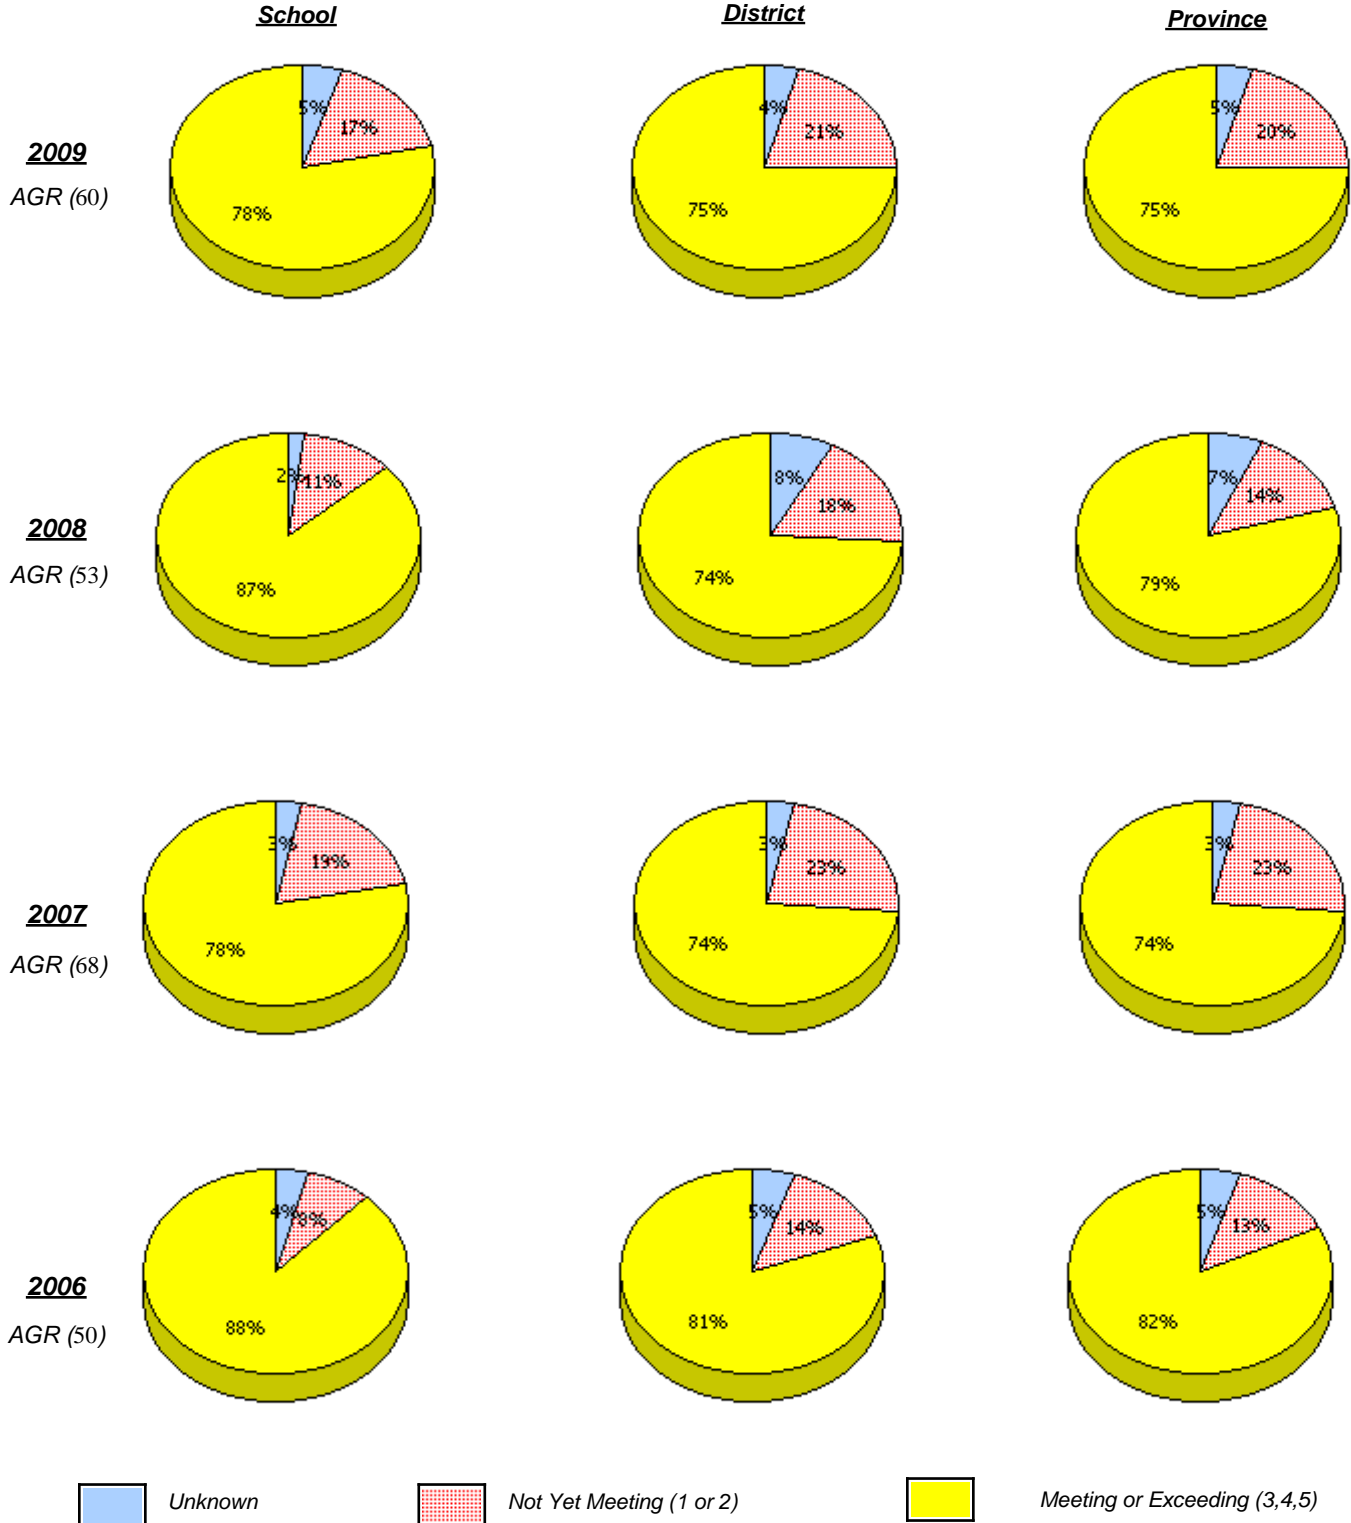 School District Province
5% 17% 78%
4% 21% 75%
5% 20% 75%
2009
AGR (60)
2% 11% 87%
8% 18% 74%
7% 14% 79%
2008
AGR (53)
3% 19% 78%
3% 23% 74%
3% 23% 74%
2007
AGR (68)
4% 8% 88%
5% 14% 81%
5% 13% 82%
2006
AGR (50)
Unknown Not Yet Meeting (1 or 2) Meeting or Exceeding (3,4,5)